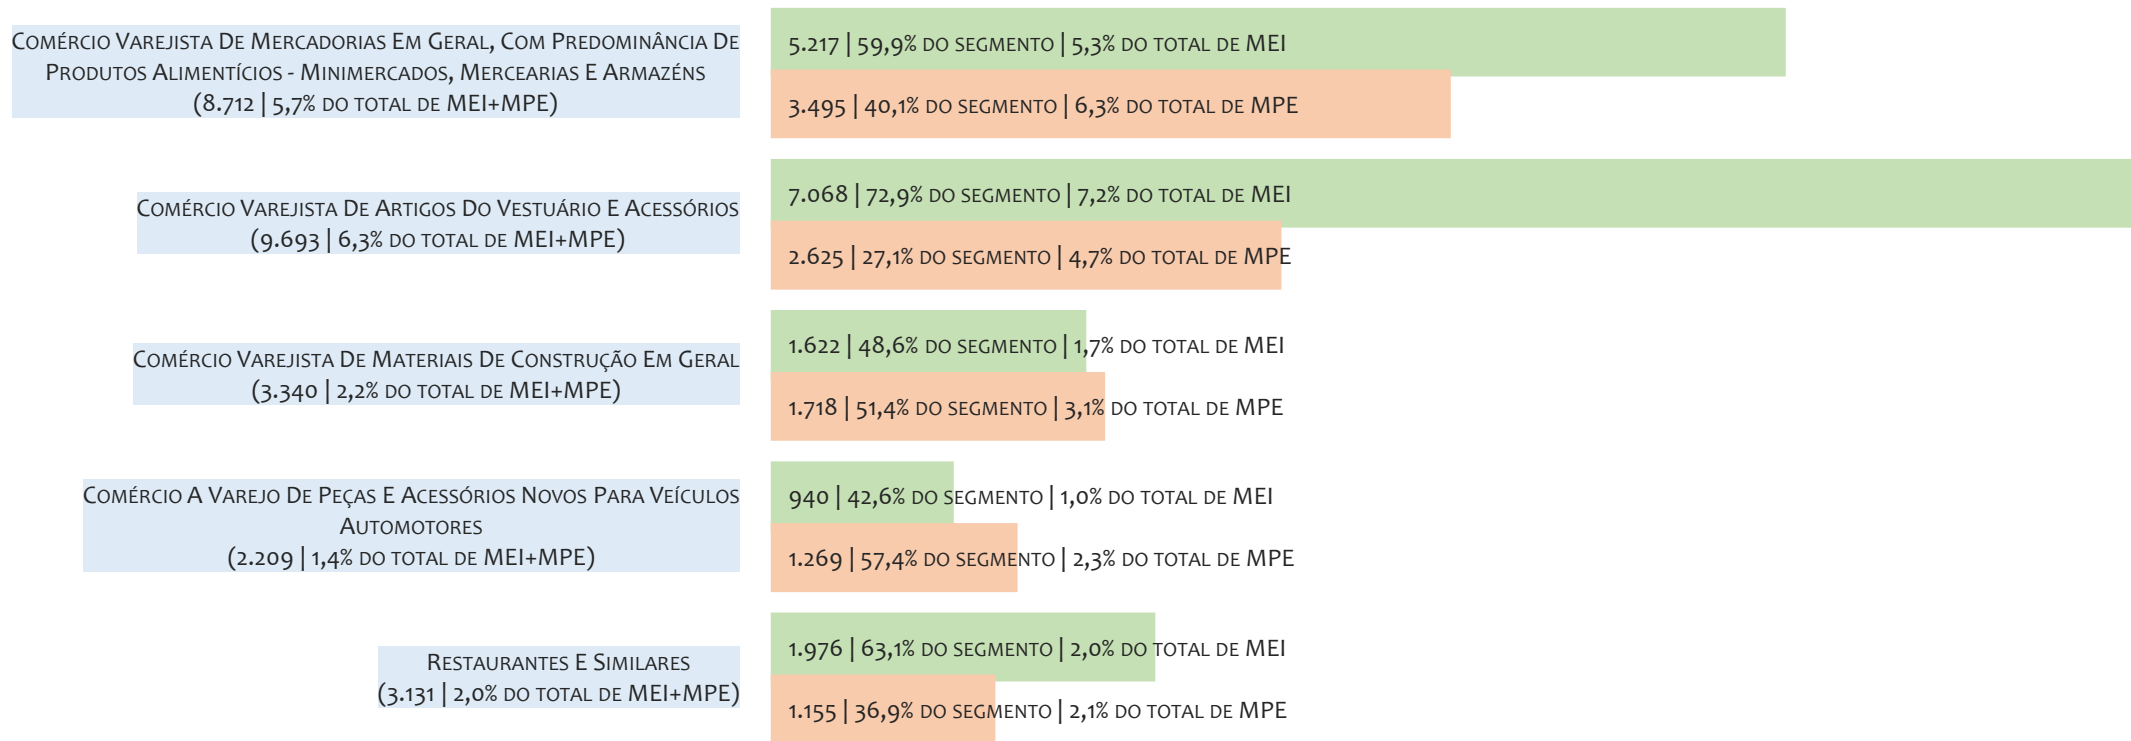 Comércio Varejista De Mercadorias Em Geral, Com Predominância De
Produtos Alimentícios - Minimercados, Mercearias E Armazéns
(8.712 | 5,7% do total de MEI+MPE)
5.217 | 59,9% do segmento | 5,3% do total de MEI
3.495 | 40,1% do segmento | 6,3% do total de MPE
Comércio Varejista De Artigos Do Vestuário E Acessórios
(9.693 | 6,3% do total de MEI+MPE)
7.068 | 72,9% do segmento | 7,2% do total de MEI
2.625 | 27,1% do segmento | 4,7% do total de MPE
Comércio Varejista De Materiais De Construção Em Geral
(3.340 | 2,2% do total de MEI+MPE)
1.622 | 48,6% do segmento | 1,7% do total de MEI
1.718 | 51,4% do segmento | 3,1% do total de MPE
Comércio A Varejo De Peças E Acessórios Novos Para Veículos
Automotores
(2.209 | 1,4% do total de MEI+MPE)
940 | 42,6% do segmento | 1,0% do total de MEI
1.269 | 57,4% do segmento | 2,3% do total de MPE
Restaurantes E Similares
(3.131 | 2,0% do total de MEI+MPE)
1.976 | 63,1% do segmento | 2,0% do total de MEI
1.155 | 36,9% do segmento | 2,1% do total de MPE